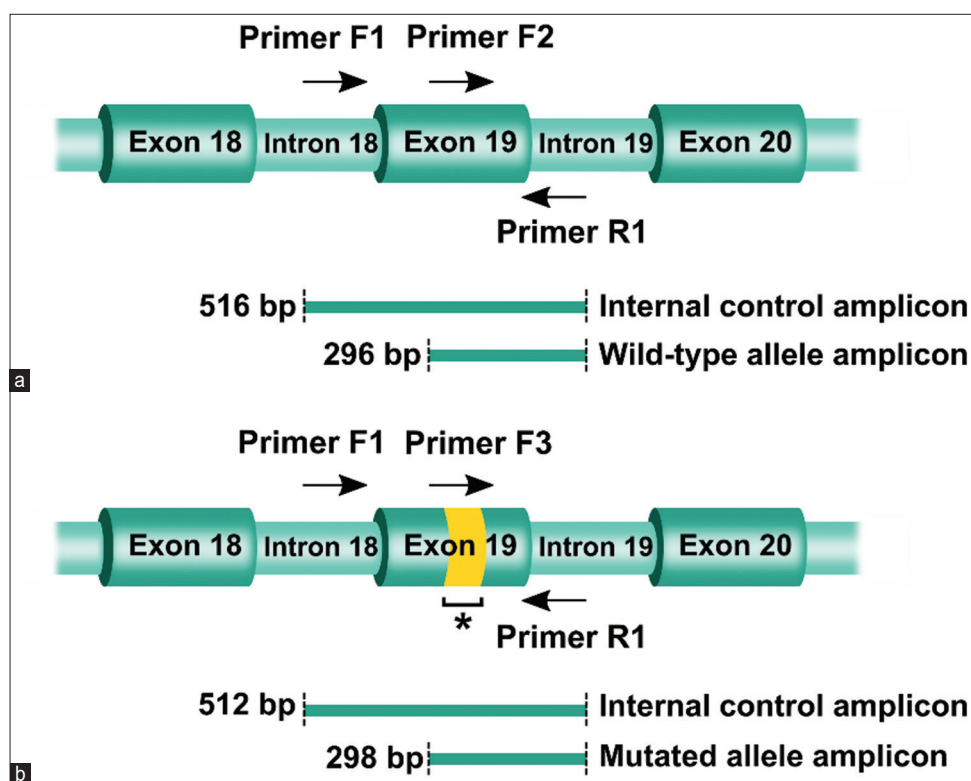 Primer F1 Primer F2
Exon 18 Intron 18 Exon 19 Intron 19 Exon 20
Primer R1
516 bp Internal control amplicon
296 bp Wild-type allele amplicon
a
Primer F1 Primer F3
Exon 18 Intron 18 Exon 19 Intron 19 Exon 20
*
Primer R1
512 bp Internal control amplicon
298 bp Mutated allele amplicon
b